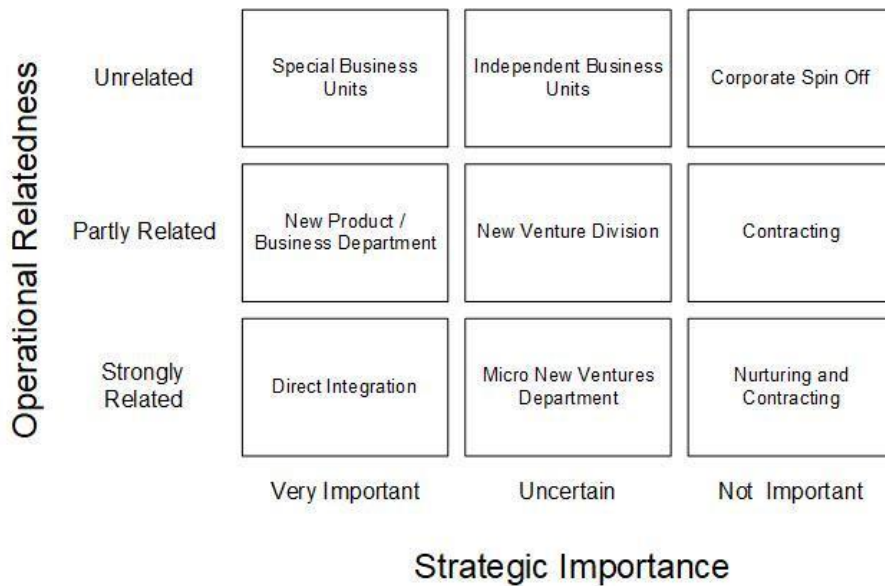 Operational Relatedness
Unrelated
Special Business
Units
Independent Business
Units
Corporate Spin Off
Partly Related
New Product /
Business Department
New Venture Division
Contracting
Strongly
Related
Direct Integration
Micro New Ventures
Department
Nurturing and
Contracting
Very Important
Uncertain
Not Important
Strategic Importance